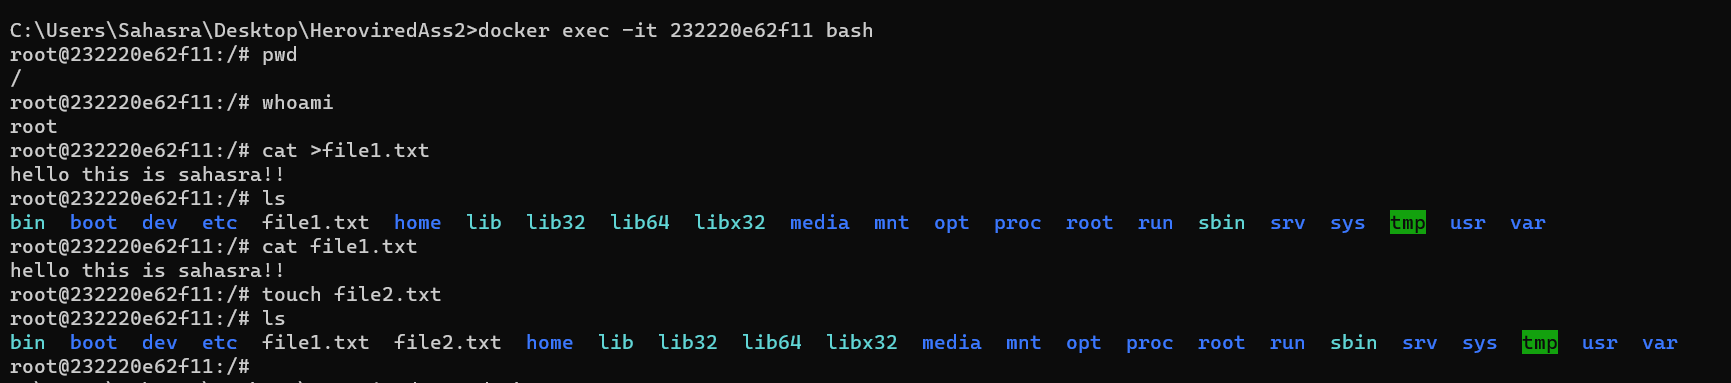 C:\Users\Sahasra\Desktop\HeroviredAss2>docker exec -it 232220e62f11 bash
root@232220e62f11:/# pwd
/
root@232220e62f11:/# whoami
root
root@232220e62f11:/# cat >file1.txt
hello this is sahasra!!
root@232220e62f11:/# ls
bin  boot  dev  etc  file1.txt  home  lib  lib32  lib64  libx32  media  mnt  opt  proc  root  run  sbin  srv  sys  tmp  usr  var
root@232220e62f11:/# cat file1.txt
hello this is sahasra!!
root@232220e62f11:/# touch file2.txt
root@232220e62f11:/# ls
bin  boot  dev  etc  file1.txt  file2.txt  home  lib  lib32  lib64  libx32  media  mnt  opt  proc  root  run  sbin  srv  sys  tmp  usr  var
root@232220e62f11:/#